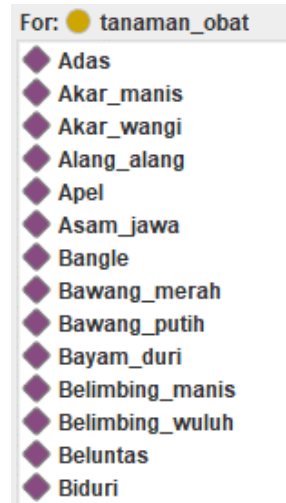 For: tanaman_obat
Adas
Akar_manis
Akar_wangi
Alang_alang
Apel
Asam_jawa
Bangle
Bawang_merah
Bawang_putih
Bayam_duri
Belimbing_manis
Belimbing_wuluh
Beluntas
Biduri